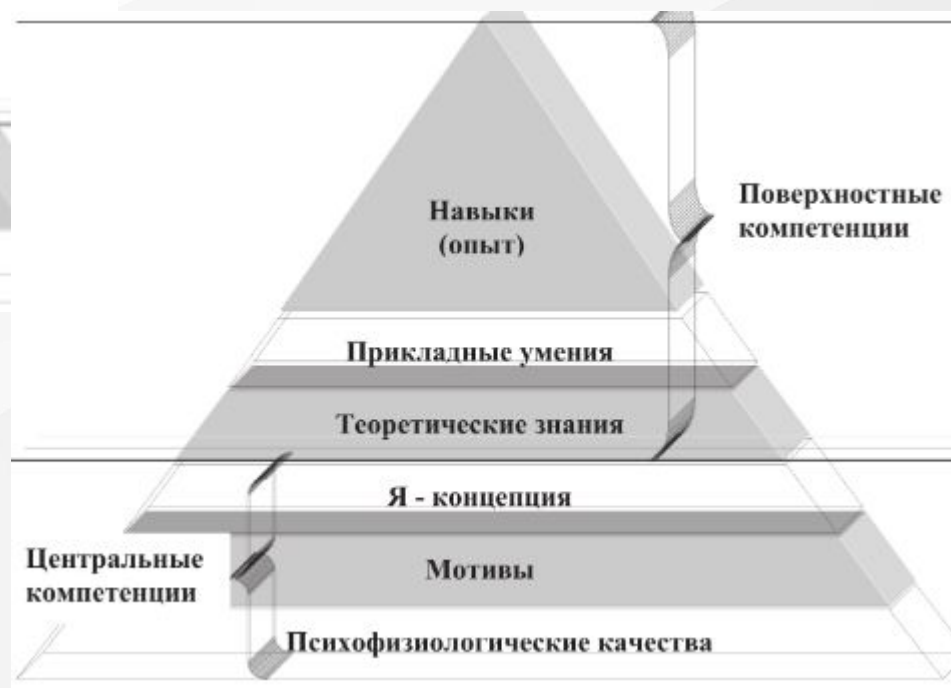 Навыки
(опыт)
Поверхностные
компетенции
Прикладные умения
Теоретические знания
Я - концепция
Центральные
компетенции
Мотивы
Психофизиологические качества